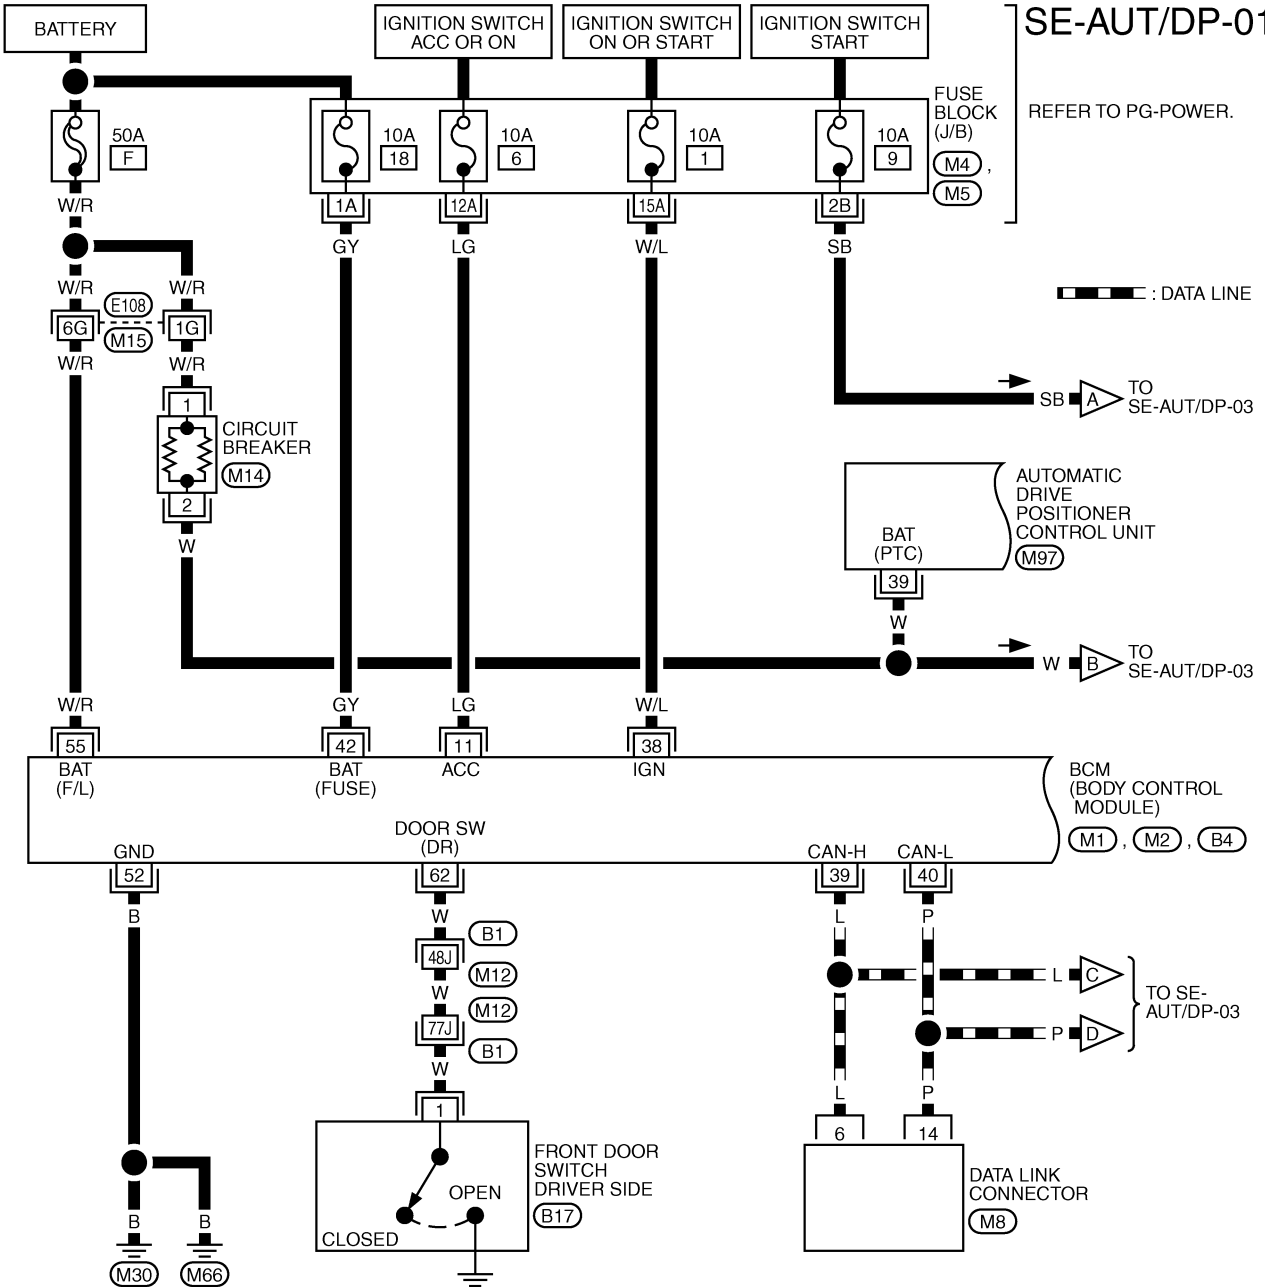 SE-AUT/DP-01
BATTERY
IGNITION SWITCH
ACC OR ON
IGNITION SWITCH
ON OR START
IGNITION SWITCH
START
50A
F
10A
18
10A
6
10A
1
10A
9
FUSE
BLOCK
(J/B)
M4 ,
M5
REFER TO PG-POWER.
W/R
1A
12A
15A
2B
GY
LG
W/L
SB
W/R
W/R
E108
6G
1G
M15
W/R
W/R
: DATA LINE
1
CIRCUIT
BREAKER
M14
2
W
SB
A
TO
SE-AUT/DP-03
BAT
(PTC)
39
W
AUTOMATIC
DRIVE
POSITIONER
CONTROL UNIT
M97
W
B
TO
SE-AUT/DP-03
W/R
GY
LG
W/L
55
42
11
38
BAT
(F/L)
BAT
(FUSE)
ACC
IGN
BCM
(BODY CONTROL
MODULE)
M1 , M2 , B4
GND
DOOR SW
(DR)
CAN-H
CAN-L
52
62
39
40
B
W
L
P
B1
48J
M12
W
M12
77J
B1
W
1
L
C
P
D
TO SE-
AUT/DP-03
L
P
6
14
FRONT DOOR
SWITCH
DRIVER SIDE
B17
OPEN
CLOSED
DATA LINK
CONNECTOR
M8
B
B
M30
M66